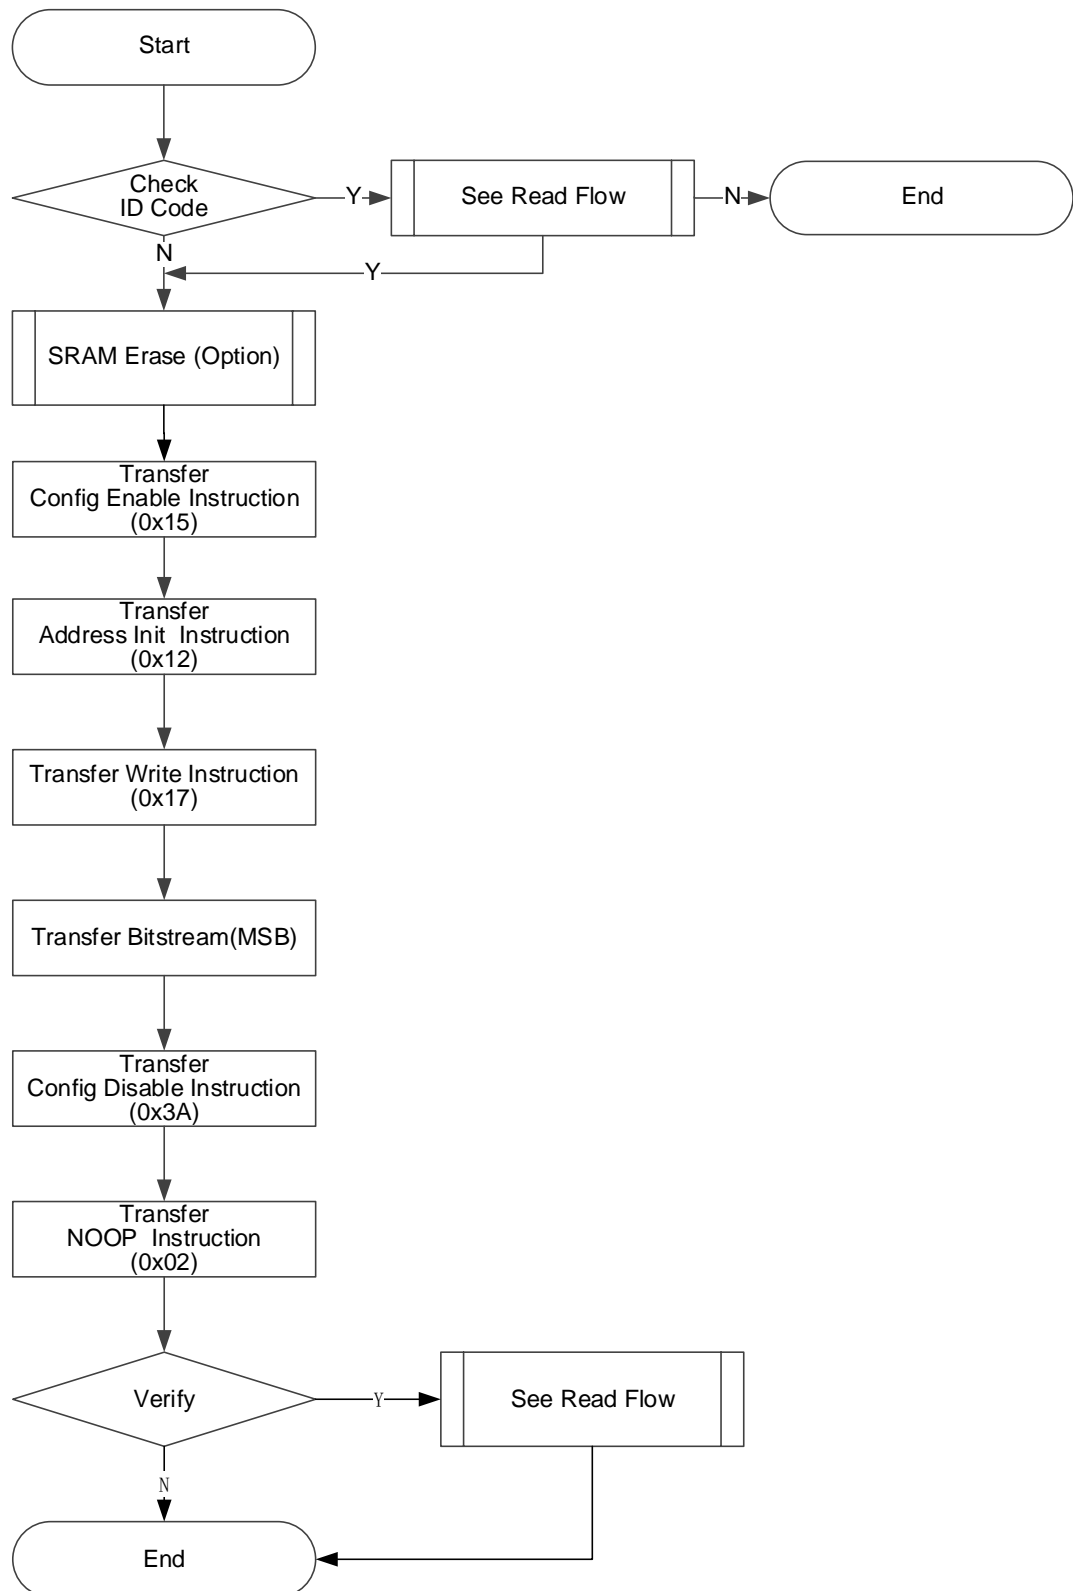 Start
Check
ID Code
Y
See Read Flow
N
End
N
Y
SRAM Erase (Option)
Transfer
Config Enable Instruction
(0x15)
Transfer
Address Init  Instruction
(0x12)
Transfer Write Instruction
(0x17)
Transfer Bitstream(MSB)
Transfer
Config Disable Instruction
(0x3A)
Transfer
NOOP  Instruction
(0x02)
Verify
Y
See Read Flow
N
End